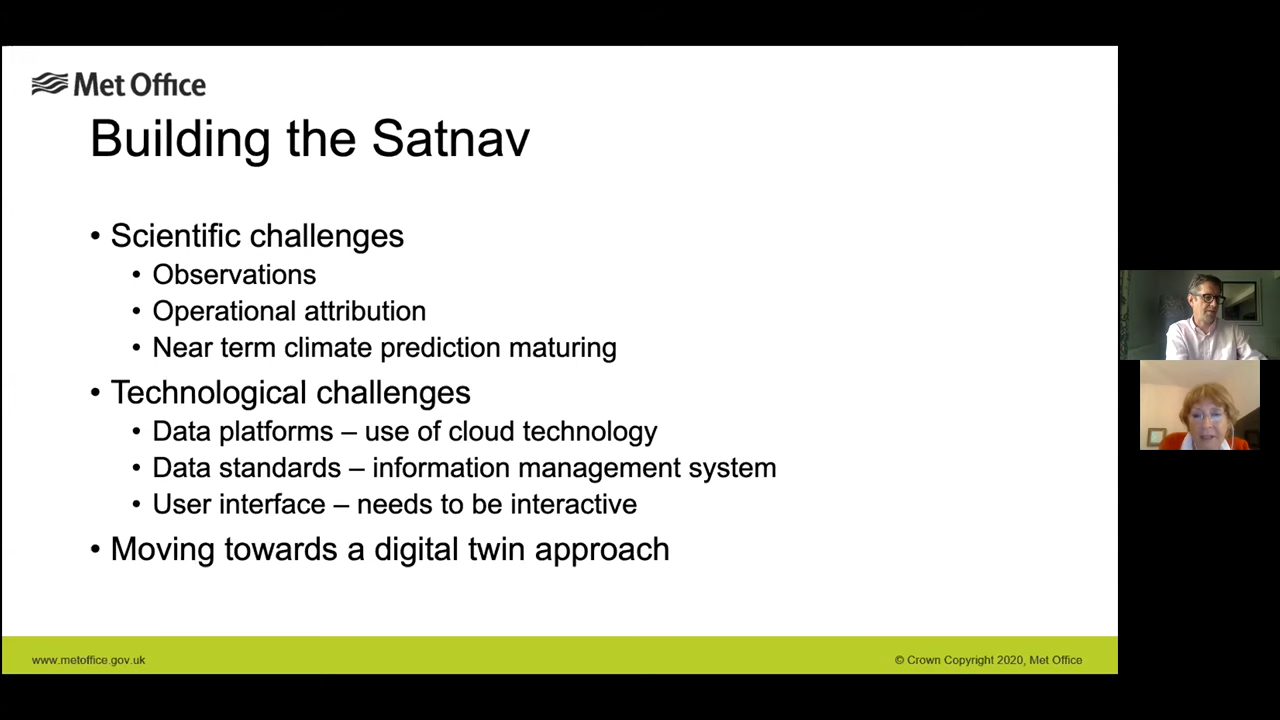 Met Office
Building the Satnav
• Scientific challenges
• Observations
• Operational attribution
• Near term climate prediction maturing
• Technological challenges
• Data platforms – use of cloud technology
• Data standards – information management system
• User interface – needs to be interactive
• Moving towards a digital twin approach
www.metoffice.gov.uk
© Crown Copyright 2020, Met Office